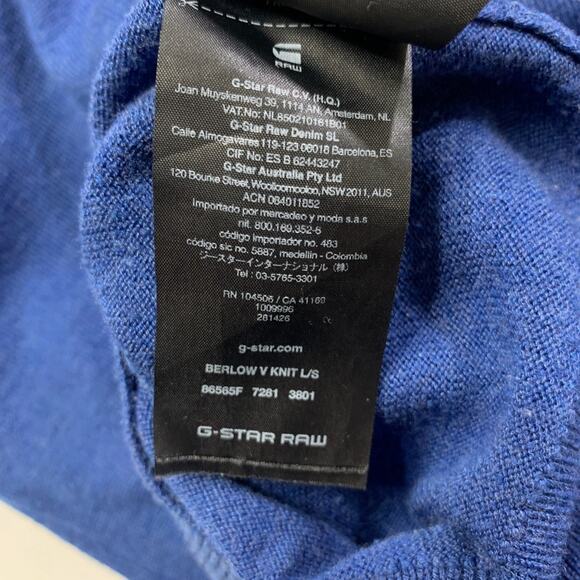 RAW
G-Star Raw C.V. (H.Q.)
Joan Muyskenweg 39, 1114 AN, Amsterdam, NL
VAT.No: NL850210161B01
G-Star Raw Denim SL
Calle Almogavares 119-123 08018 Barcelona, ES
CIF No: ES B 62443247
G-Star Australia Pty Ltd
120 Bourke Street, Woolloomooloo, NSW 2011, AUS
ACN 084011852
Importado por mercadeo y moda s.a.s
nit. 800.169.352-6
código importador no. 483
código sic no. 5887, medellin - Colombia
ジースターインターナショナル (株)
Tel : 03-5765-3301
RN 104506 / CA 41169
1009996
281426
g-star.com
BERLOW V KNIT L/S
86565F 7281 3801
G-STAR RAW